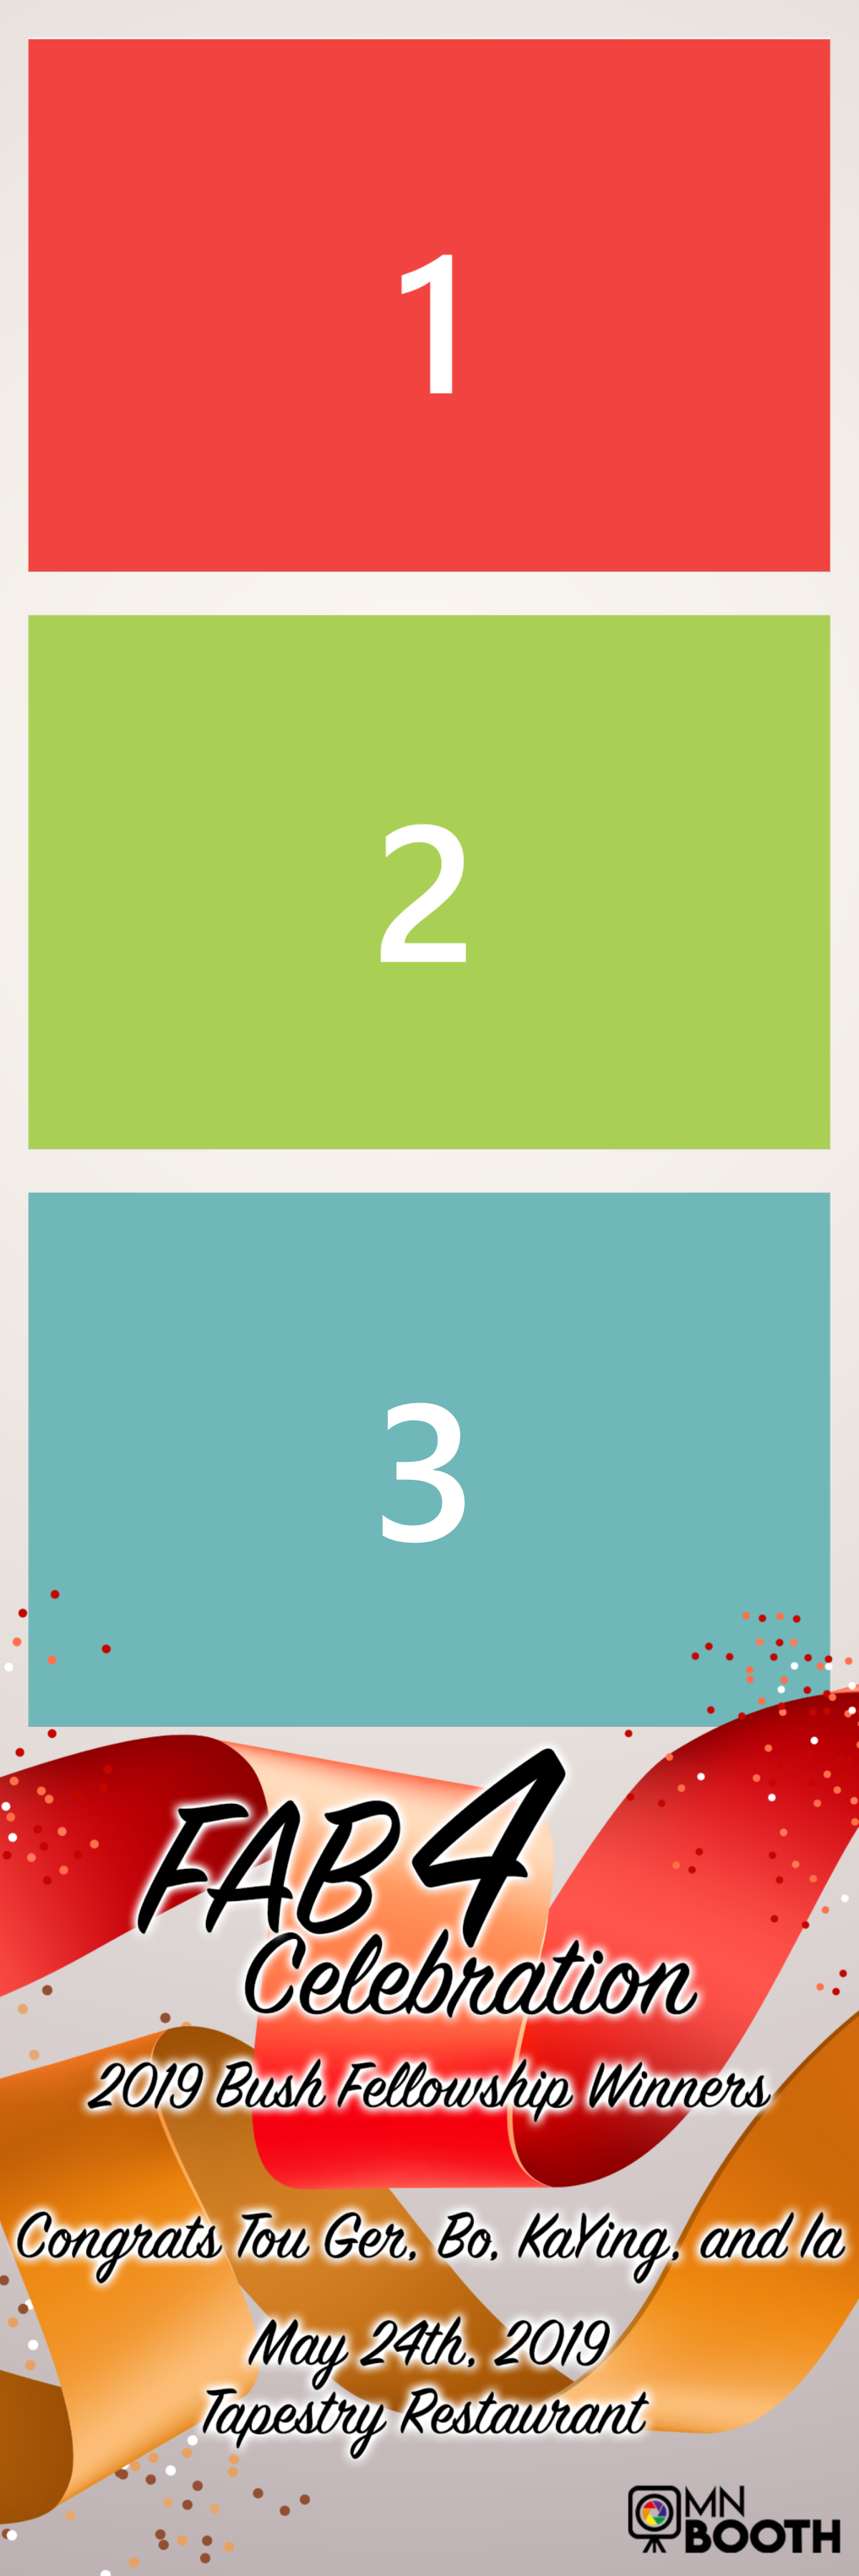 1
2
3
FAB 4
Celebration
2019 Bush Fellowship Winners
Congrats Tou Ger, Bo, KaYing, and Ia
May 24th, 2019
Tapestry Restaurant
MN
BOOTH